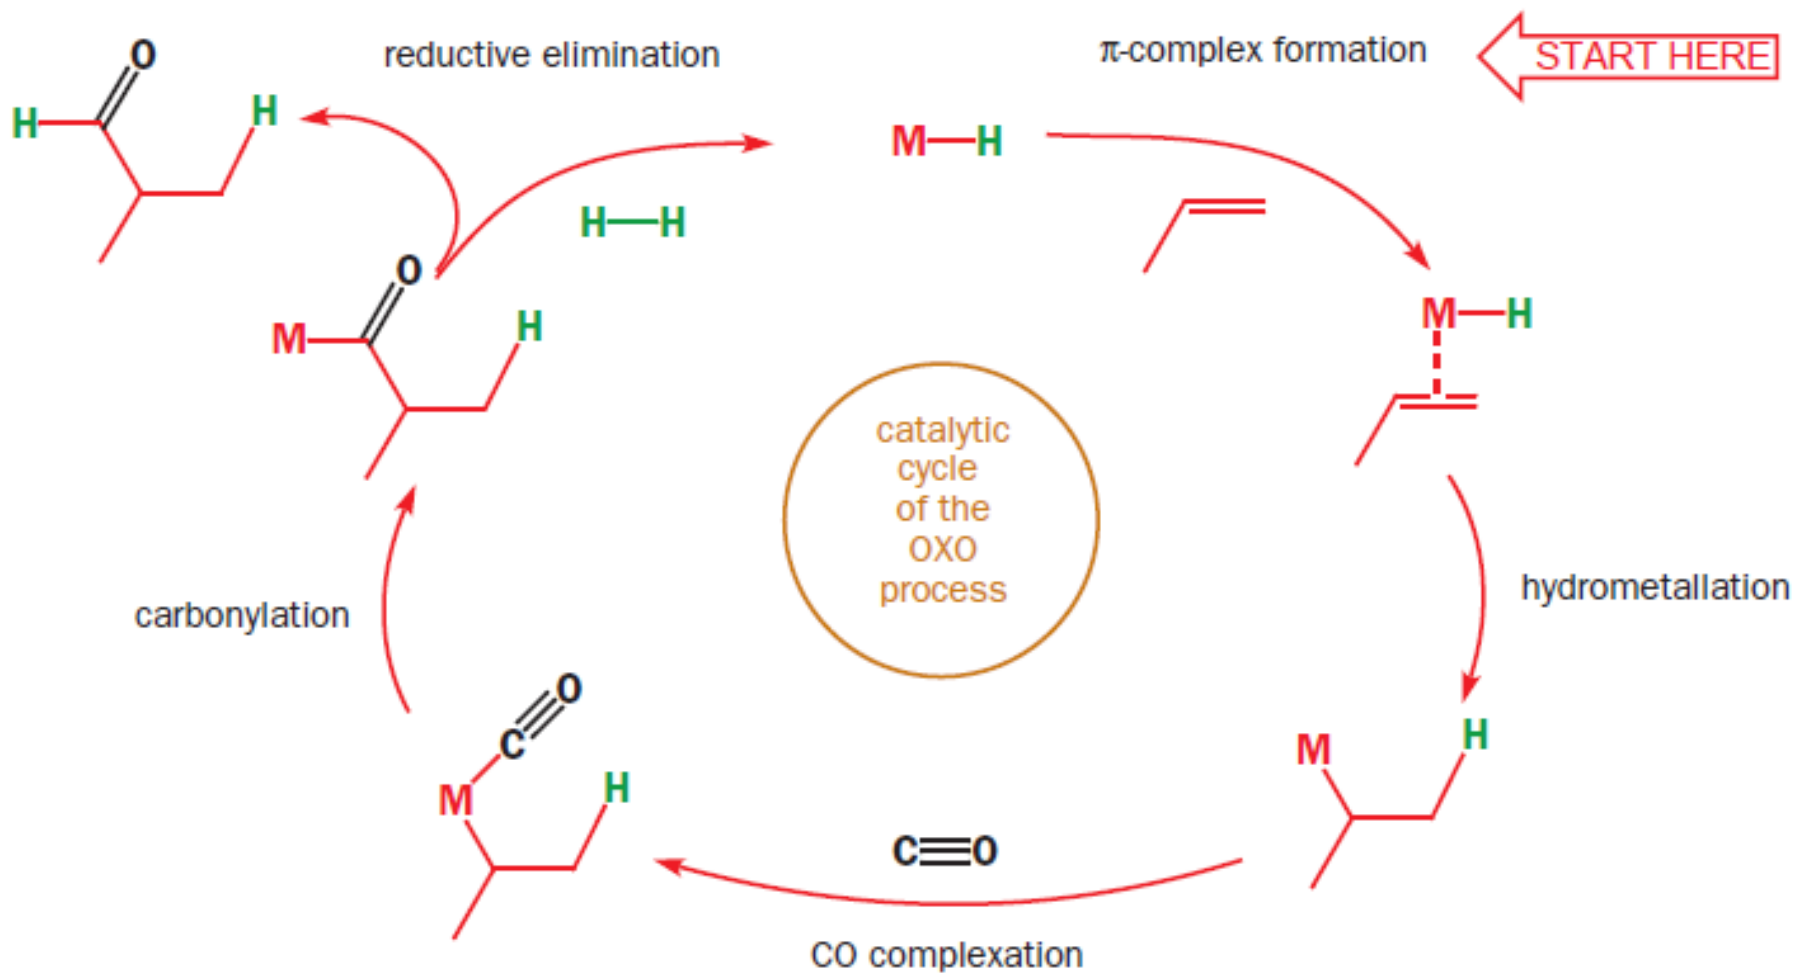 reductive elimination
π-complex formation
START HERE
O
H
H
M—H
H—H
O
M
H
M—H
catalytic
cycle
of the
OXO
process
carbonylation
hydrometallation
O
C
M
H
M
H
C≡O
CO complexation